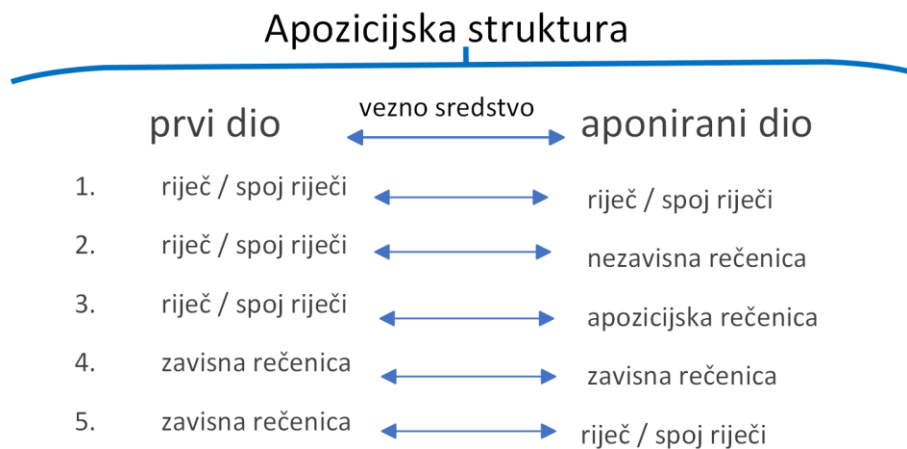 Apozicijska struktura
prvi dio vezno sredstvo aponirani dio
1. riječ / spoj riječi riječ / spoj riječi
2. riječ / spoj riječi nezavisna rečenica
3. riječ / spoj riječi apozicijska rečenica
4. zavisna rečenica zavisna rečenica
5. zavisna rečenica riječ / spoj riječi